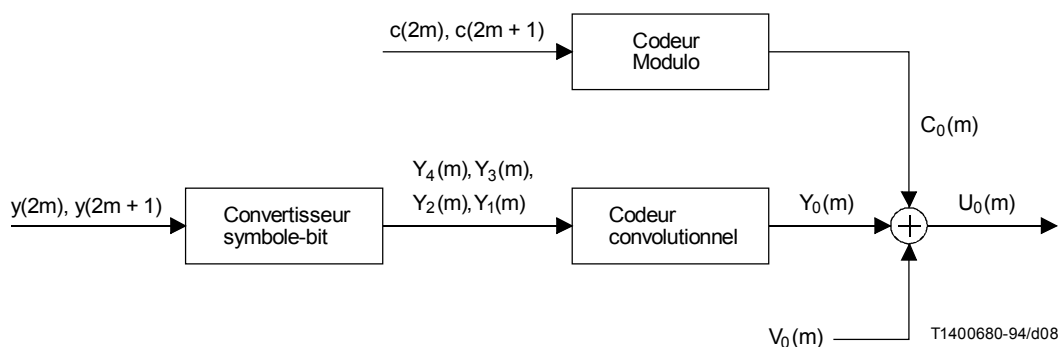 c(2m), c(2m + 1)
Codeur
Modulo
C₀(m)
y(2m), y(2m + 1)
Convertisseur
symbole-bit
Y₄(m), Y₃(m),
Y₂(m), Y₁(m)
Codeur
convolutionnel
Y₀(m)
+
U₀(m)
V₀(m)
T1400680-94/d08